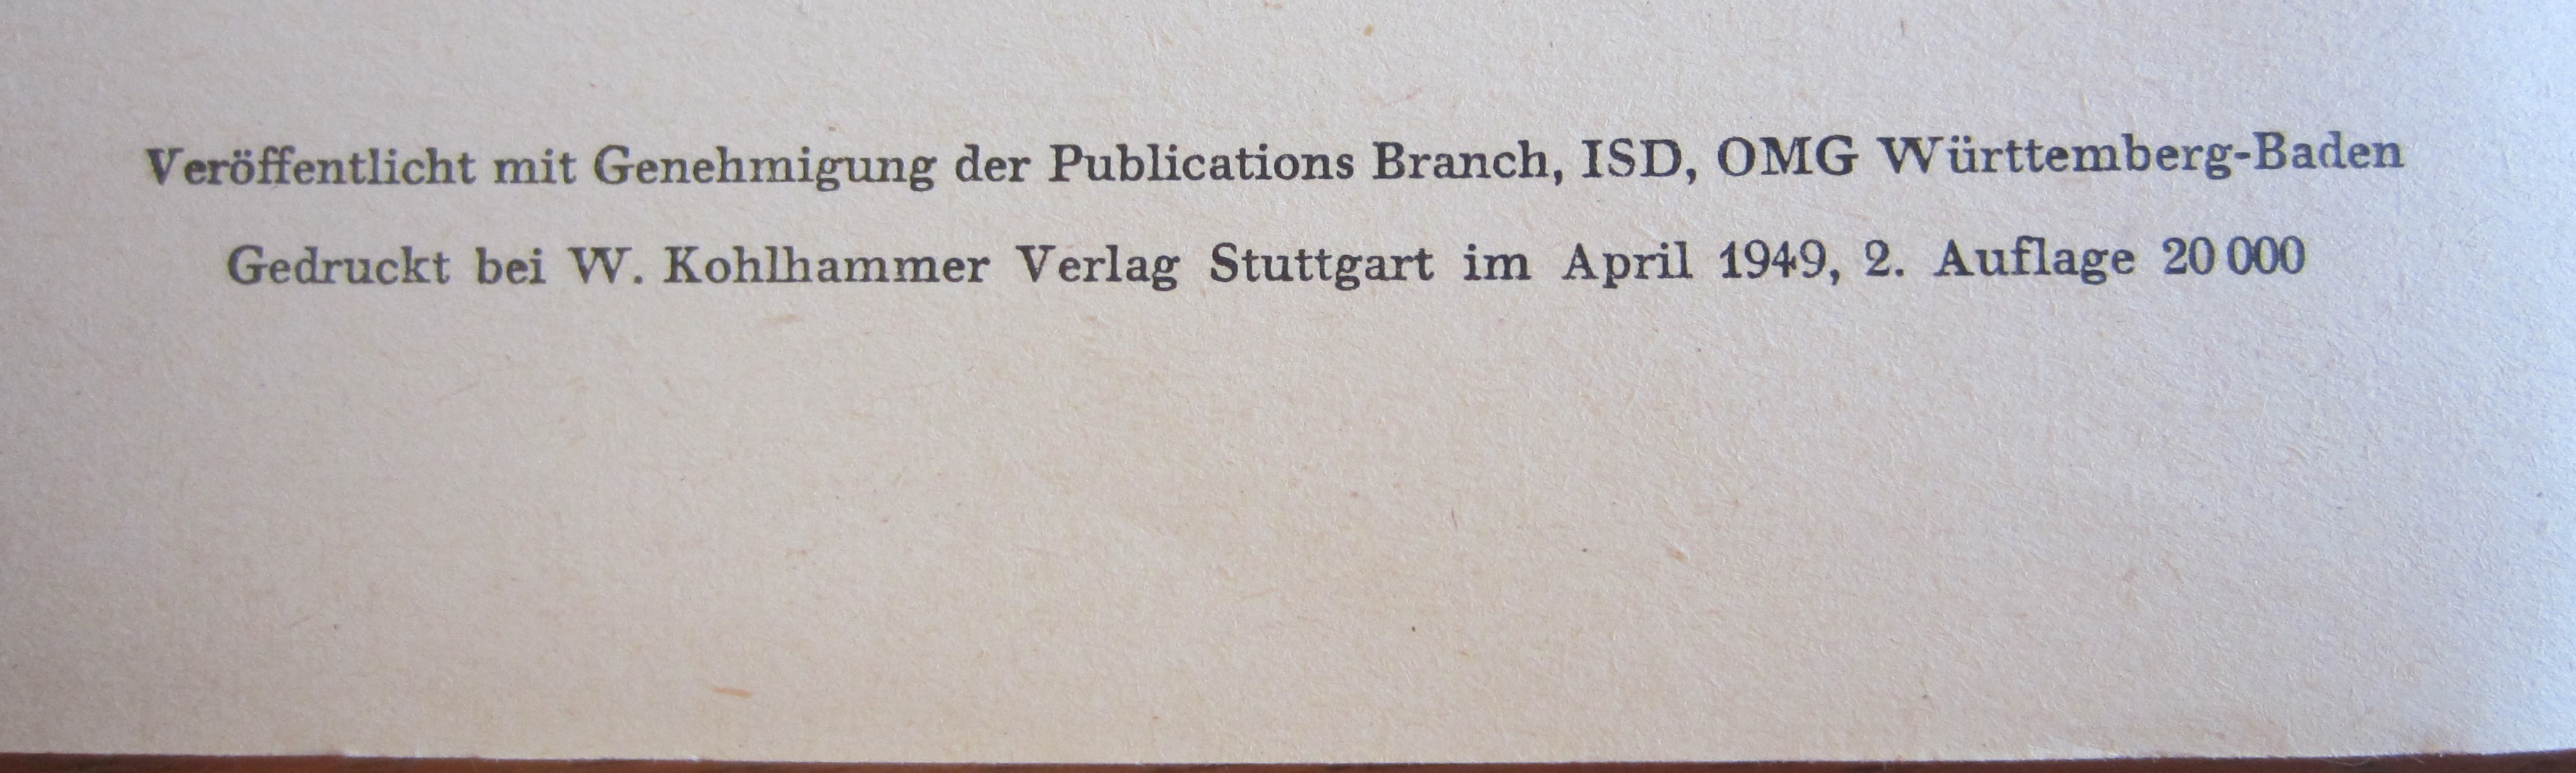 Veröffentlicht mit Genehmigung der Publications Branch, ISD, OMG Württemberg-Baden
Gedruckt bei W. Kohlhammer Verlag Stuttgart im April 1949, 2. Auflage 20 000